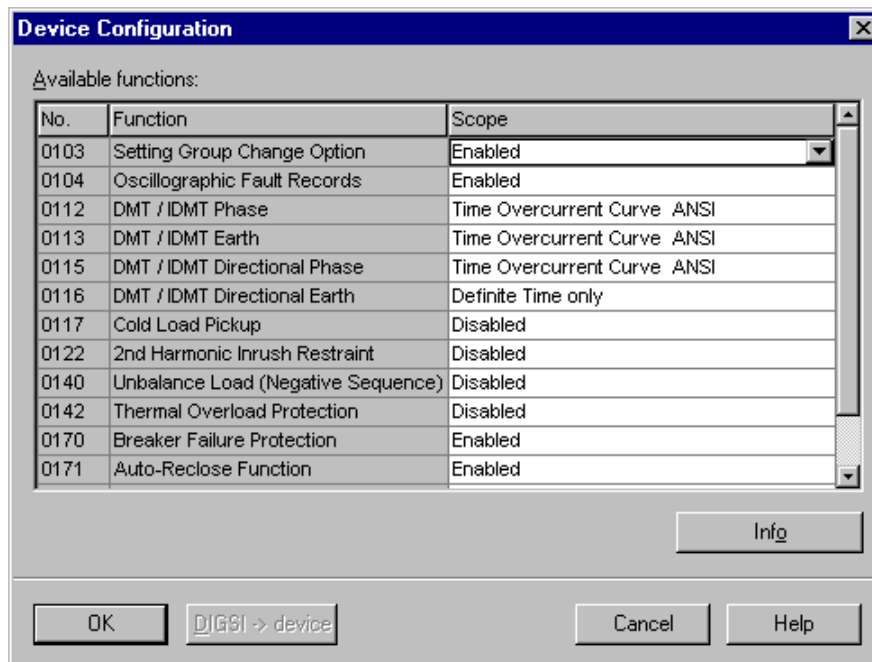 Device Configuration
Available functions:
No. Function Scope
0103 Setting Group Change Option Enabled
0104 Oscillographic Fault Records Enabled
0112 DMT / IDMT Phase Time Overcurrent Curve ANSI
0113 DMT / IDMT Earth Time Overcurrent Curve ANSI
0115 DMT / IDMT Directional Phase Time Overcurrent Curve ANSI
0116 DMT / IDMT Directional Earth Definite Time only
0117 Cold Load Pickup Disabled
0122 2nd Harmonic Inrush Restraint Disabled
0140 Unbalance Load (Negative Sequence) Disabled
0142 Thermal Overload Protection Disabled
0170 Breaker Failure Protection Enabled
0171 Auto-Reclose Function Enabled
Info
OK DIGSI -> device Cancel Help